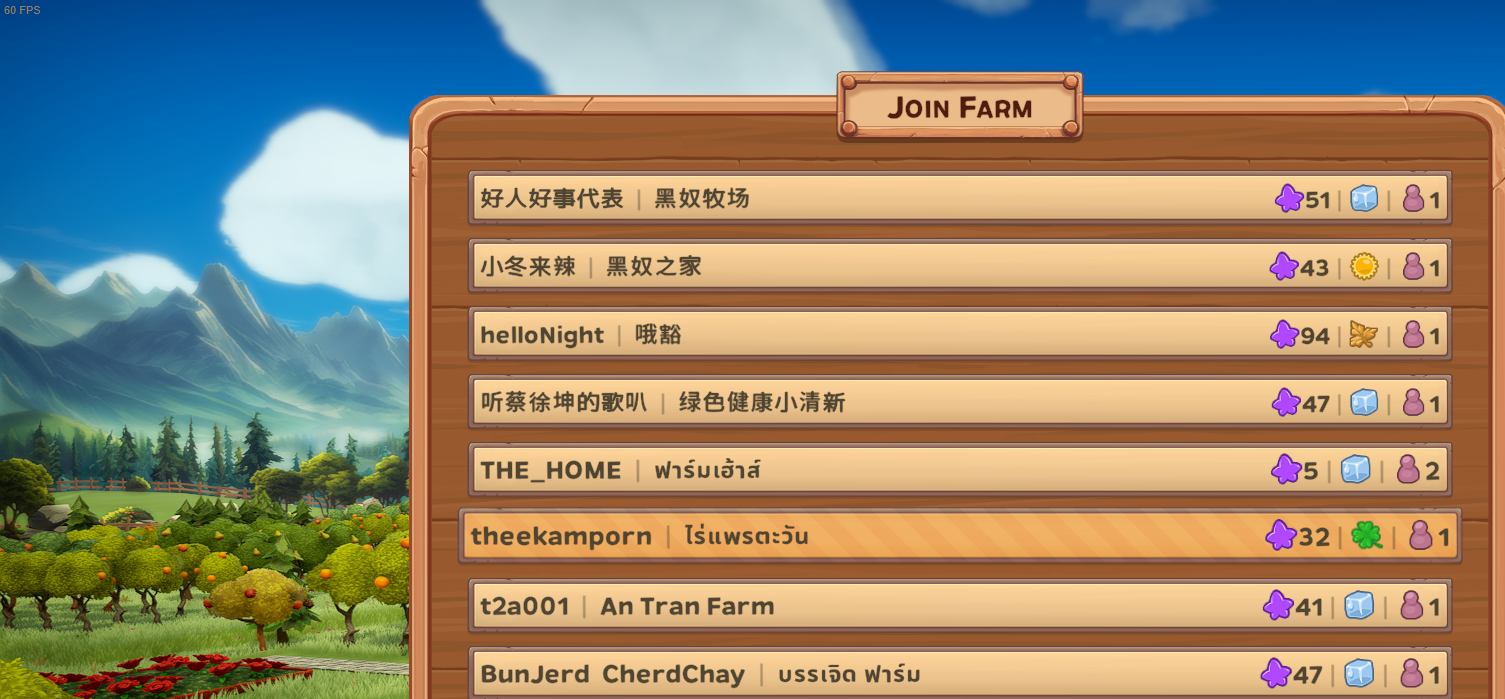 60 FPS
Join Farm
好人好事代表 | 黑奴牧场 51 | | 1
小冬来辣 | 黑奴之家 43 | | 1
helloNight | 哦豁 94 | | 1
听蔡徐坤的歌叭 | 绿色健康小清新 47 | | 1
THE_HOME | ฟาร์มเฮ้าส์ 5 | | 2
theekamporn | ไร่แพรตะวัน 32 | | 1
t2a001 | An Tran Farm 41 | | 1
BunJerd CherdChay | บรรเจิด ฟาร์ม 47 | | 1